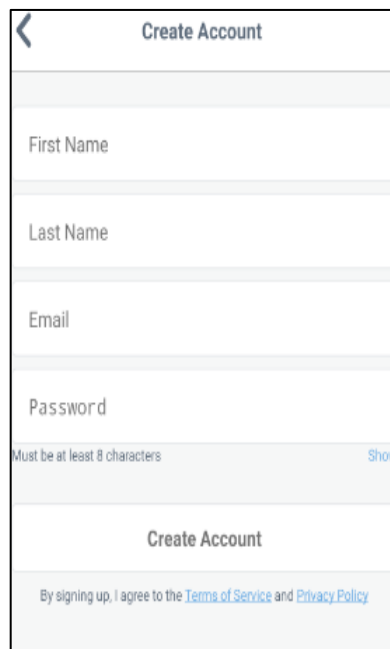 Create Account
First Name
Last Name
Email
Password
Must be at least 8 characters Sho
Create Account
By signing up, I agree to the Terms of Service and Privacy Policy